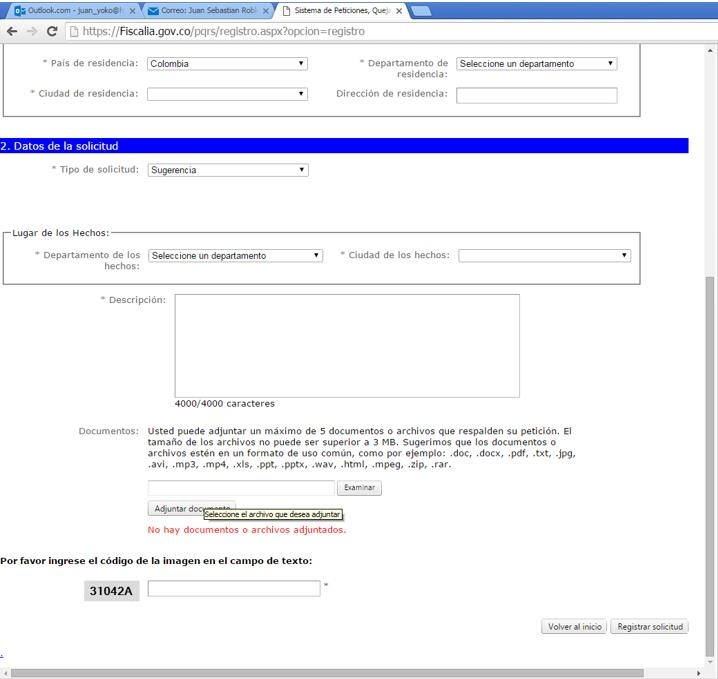 Outlook.com - juan_yoko@h
Correo: Juan Sebastian Robl
Sistema de Peticiones, Quej
https://Fiscalia.gov.co/pqrs/registro.aspx?opcion=registro
* País de residencia: Colombia * Departamento de residencia: Seleccione un departamento
* Ciudad de residencia: Dirección de residencia:
2. Datos de la solicitud
* Tipo de solicitud: Sugerencia
Lugar de los Hechos:
* Departamento de los hechos: Seleccione un departamento * Ciudad de los hechos:
* Descripción:
4000/4000 caracteres
Documentos: Usted puede adjuntar un máximo de 5 documentos o archivos que respalden su petición. El
tamaño de los archivos no puede ser superior a 3 MB. Sugerimos que los documentos o
archivos estén en un formato de uso común, como por ejemplo: .doc, .docx, .pdf, .txt, .jpg,
.avi, .mp3, .mp4, .xls, .ppt, .pptx, .wav, .html, .mpeg, .zip, .rar.
Examinar
Adjuntar documento
Seleccione el archivo que desea adjuntar
No hay documentos o archivos adjuntados.
Por favor ingrese el código de la imagen en el campo de texto:
31042A *
Volver al inicio Registrar solicitud
.